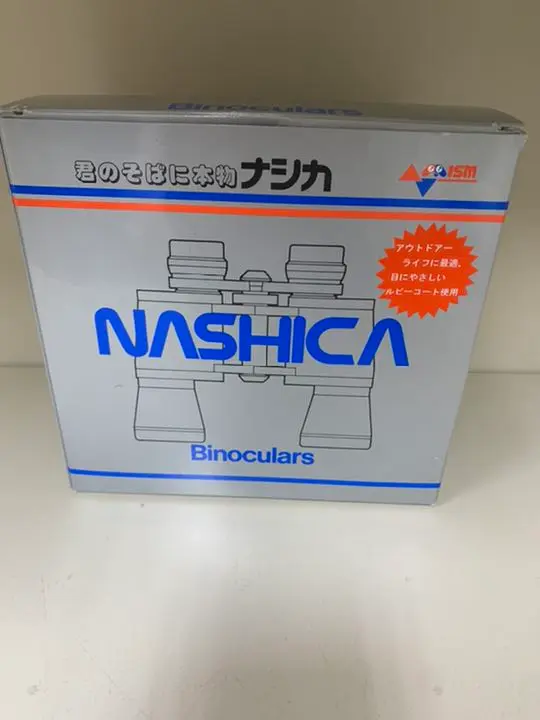 Binoculars
君のそばに本物ナシカ
ISM
アウトドアー
ライフに最適、
目にやさしい
ルビーコート使用
NASHICA
Binoculars